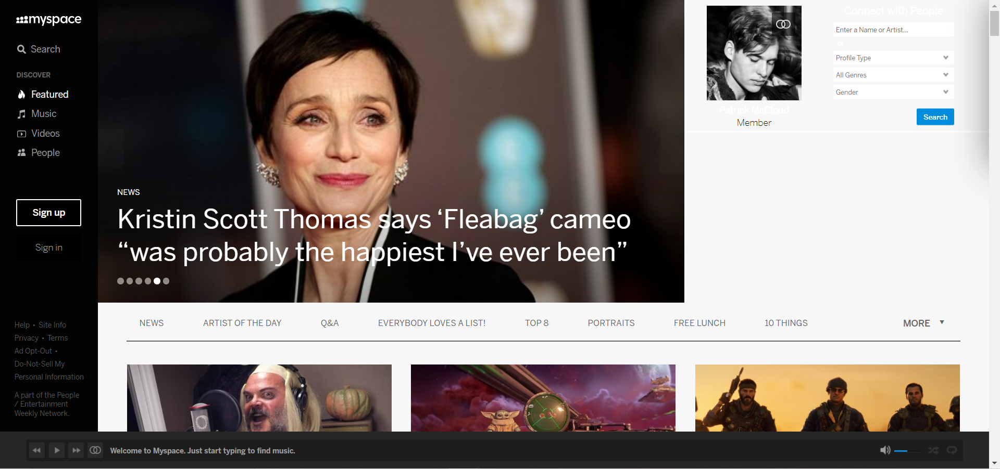 myspace
Search
DISCOVER
Featured
Music
Videos
People
Sign up
Sign in
Help • Site Info
Privacy • Terms
Ad Opt-Out •
Do-Not-Sell My
Personal Information
A part of the People
/ Entertainment
Weekly Network.
NEWS
Kristin Scott Thomas says ‘Fleabag’ cameo
“was probably the happiest I’ve ever been”
Patrick McCloud
Member
Connect with People
Enter a Name or Artist...
or
Profile Type
All Genres
Gender
Search
NEWS ARTIST OF THE DAY Q&A EVERYBODY LOVES A LIST! TOP 8 PORTRAITS FREE LUNCH 10 THINGS MORE
Welcome to Myspace. Just start typing to find music.